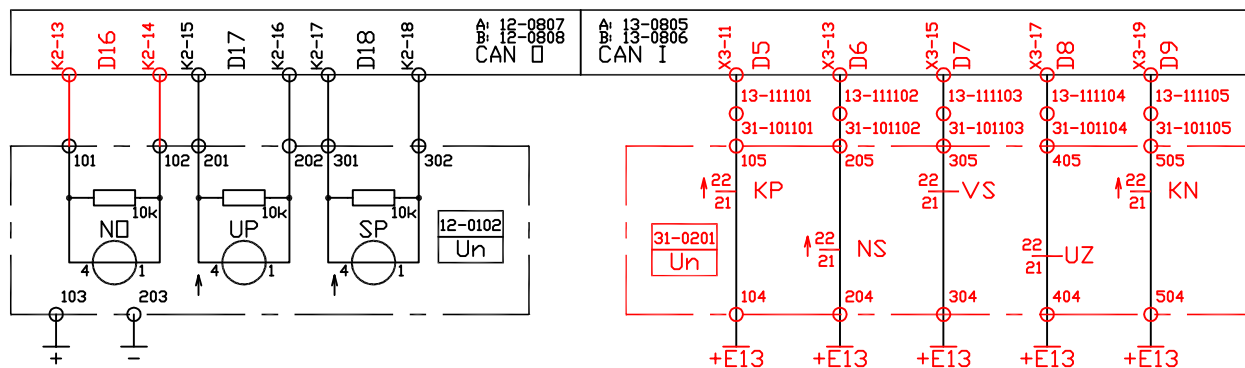 K2-13 D16 K2-14 K2-15 D17 K2-16 K2-17 D18 K2-18
A: 12-0807
B: 12-0808
CAN O
A: 13-0805
B: 13-0806
CAN I
X3-11 D5 X3-13 D6 X3-15 D7 X3-17 D8 X3-19 D9
13-111101 13-111102 13-111103 13-111104 13-111105
31-101101 31-101102 31-101103 31-101104 31-101105
101 102 201 202 301 302
105 205 305 405 505
10k 10k 10k
NO UP SP
4 1 4 1 4 1
12-0102
Un
22 KP 22 VS 22 KN
21 21 21
31-0201
Un
22 NS 22 UZ
21 21
103 203
104 204 304 404 504
+ -
+E13 +E13 +E13 +E13 +E13